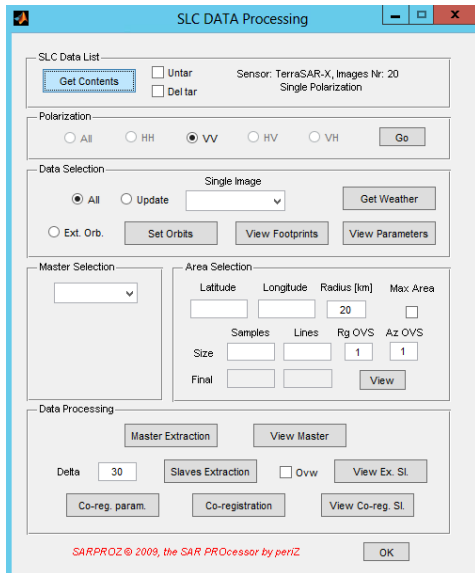 SLC DATA Processing
SLC Data List
Get Contents
Untar
Del tar
Sensor: TerraSAR-X, Images Nr: 20
Single Polarization
Polarization
All HH VV HV VH Go
Data Selection
Single Image
All Update Get Weather
Ext. Orb. Set Orbits View Footprints View Parameters
Master Selection
Area Selection
Latitude Longitude Radius [km] Max Area
20
Samples Lines Rg OVS Az OVS
Size 1 1
Final View
Data Processing
Master Extraction View Master
Delta 30 Slaves Extraction Ovw View Ex. Sl.
Co-reg. param. Co-registration View Co-reg. Sl.
SARPROZ © 2009, the SAR PROcessor by periZ OK